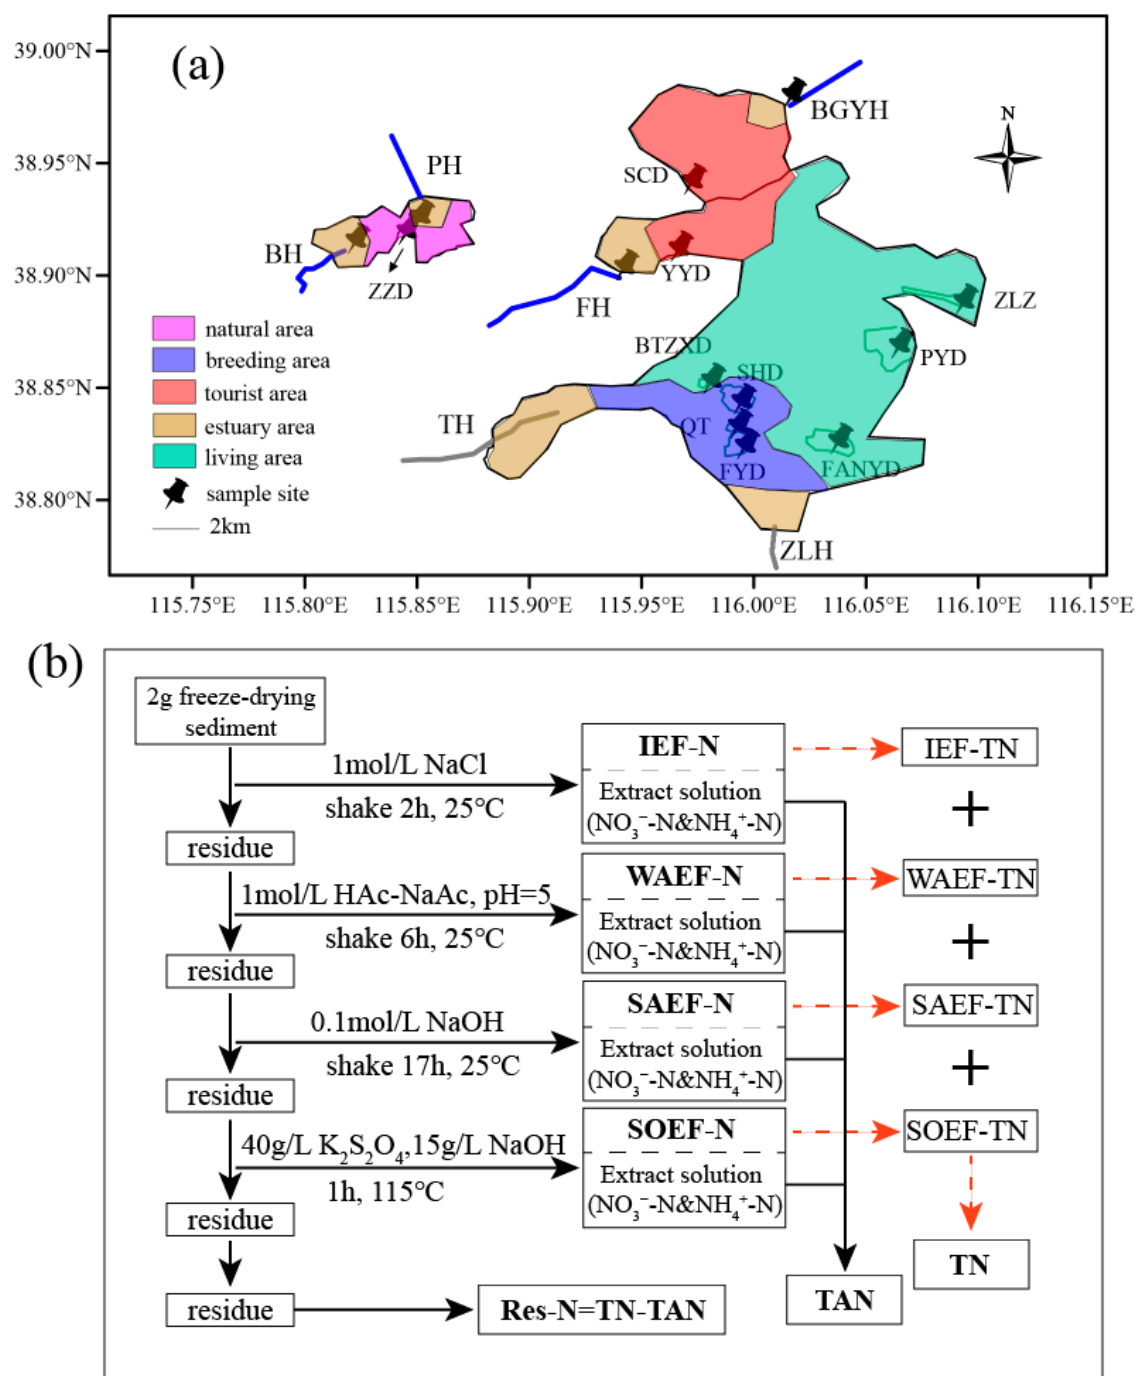 (a)
39.00°N
38.95°N
38.90°N
38.85°N
38.80°N
115.75°E
115.80°E
115.85°E
115.90°E
115.95°E
116.00°E
116.05°E
116.10°E
116.15°E
N
BGYH
SCD
PH
BH
ZZD
YYD
FH
ZLZ
PYD
BTZXD
SHD
TH
QT
FYD
FANYD
ZLH
natural area
breeding area
tourist area
estuary area
living area
sample site
2km
(b)
2g freeze-drying
sediment
1mol/L NaCl
shake 2h, 25℃
IEF-N
Extract solution
(NO₃⁻-N&NH₄⁺-N)
IEF-TN
+
residue
1mol/L HAc-NaAc, pH=5
shake 6h, 25℃
WAEF-N
Extract solution
(NO₃⁻-N&NH₄⁺-N)
WAEF-TN
+
residue
0.1mol/L NaOH
shake 17h, 25℃
SAEF-N
Extract solution
(NO₃⁻-N&NH₄⁺-N)
SAEF-TN
+
residue
40g/L K₂S₂O₄,15g/L NaOH
1h, 115℃
SOEF-N
Extract solution
(NO₃⁻-N&NH₄⁺-N)
SOEF-TN
residue
TN
TAN
residue
Res-N=TN-TAN